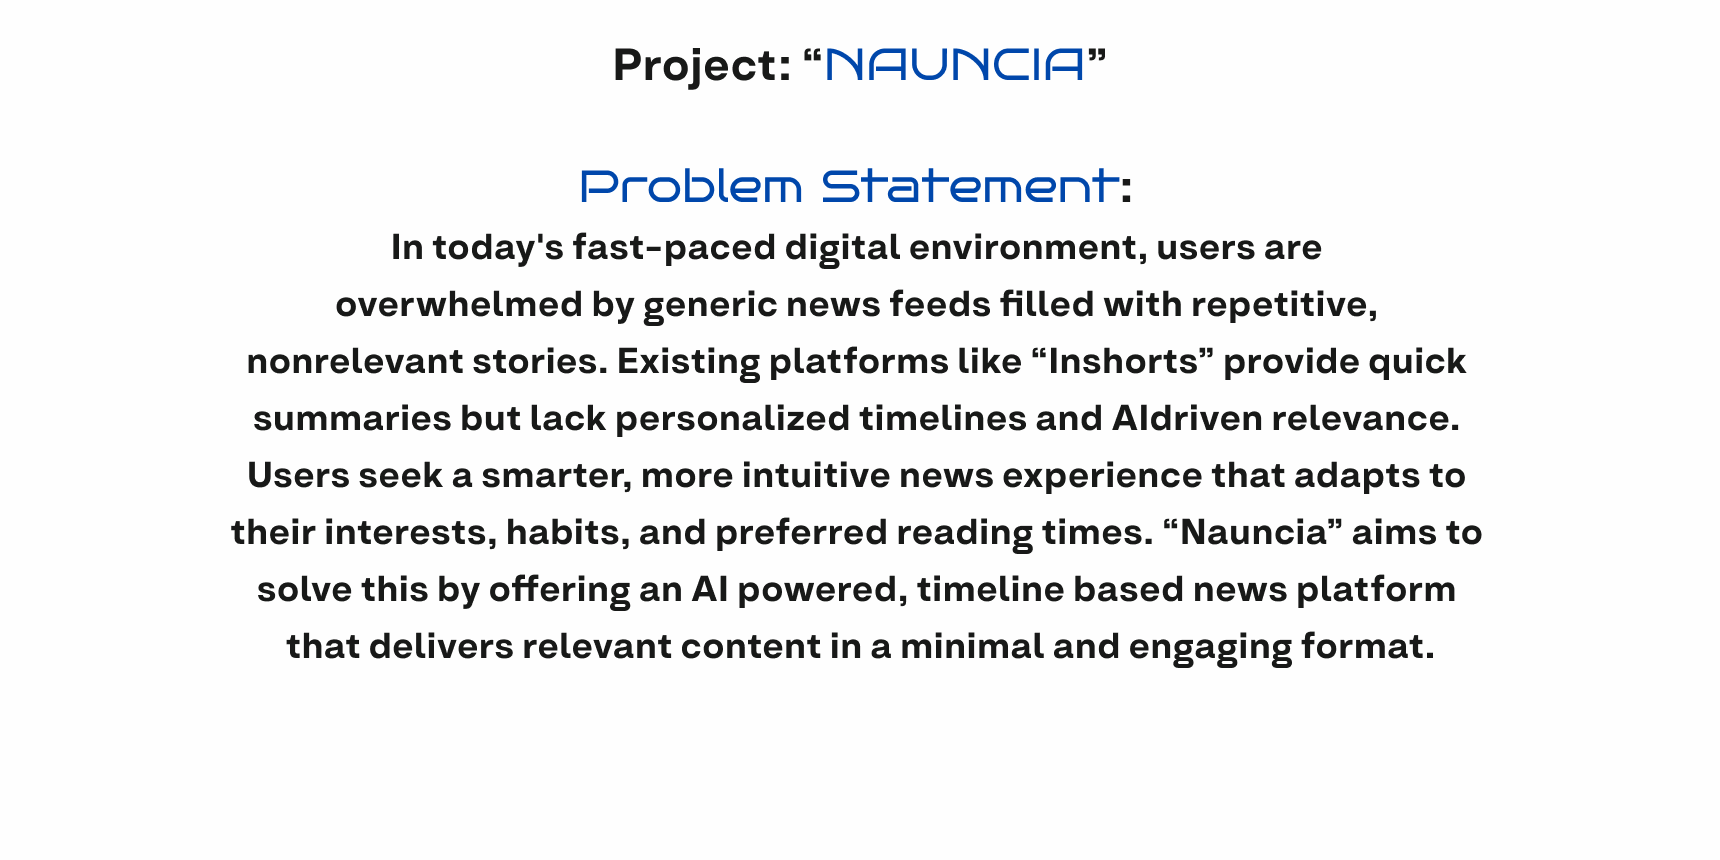 Project: “NAUNCIA”
Problem Statement:
In today's fast-paced digital environment, users are
overwhelmed by generic news feeds filled with repetitive,
nonrelevant stories. Existing platforms like “Inshorts” provide quick
summaries but lack personalized timelines and AIdriven relevance.
Users seek a smarter, more intuitive news experience that adapts to
their interests, habits, and preferred reading times. “Nauncia” aims to
solve this by offering an AI powered, timeline based news platform
that delivers relevant content in a minimal and engaging format.